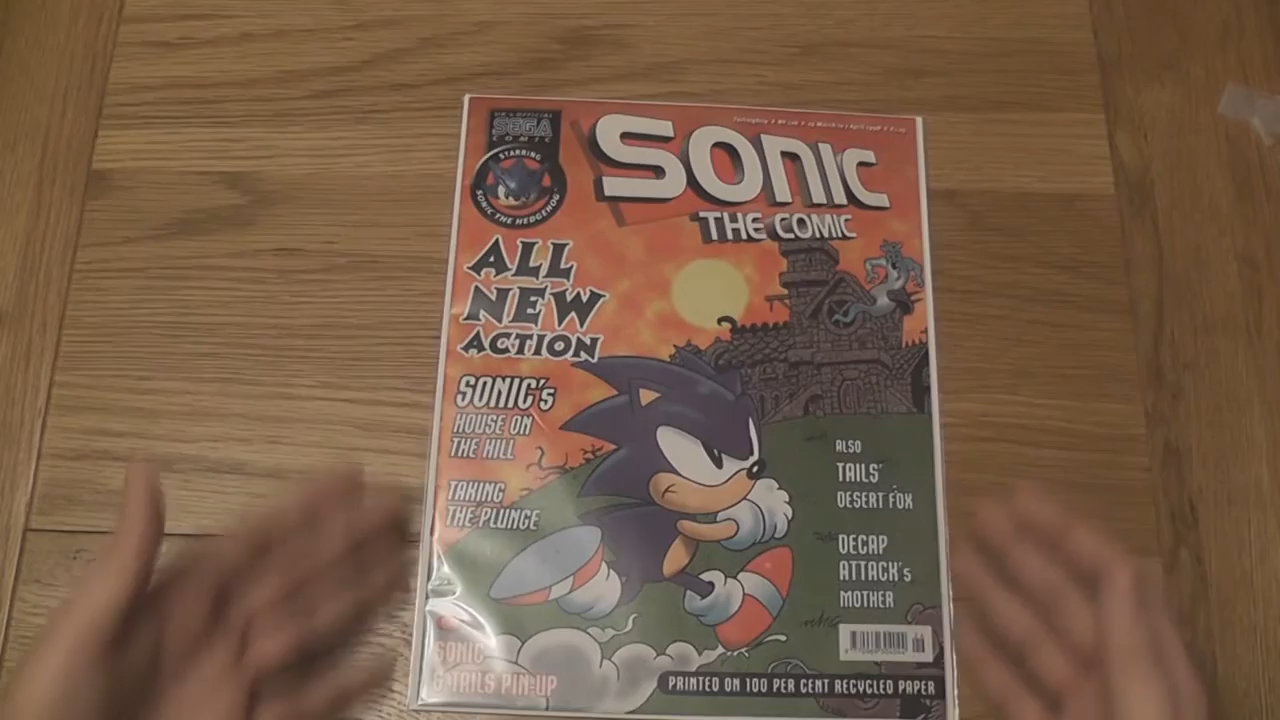 UK's OFFICIAL
SEGA
COMIC
STARRING
SONIC THE HEDGEHOG
SONIC
THE COMIC
ALL
NEW
ACTION
SONIC's
HOUSE ON
THE HILL
TAKING
THE PLUNGE
ALSO
TAILS'
DESERT FOX
DECAP
ATTACK's
MOTHER
SONIC
& TAILS PIN-UP
PRINTED ON 100 PER CENT RECYCLED PAPER